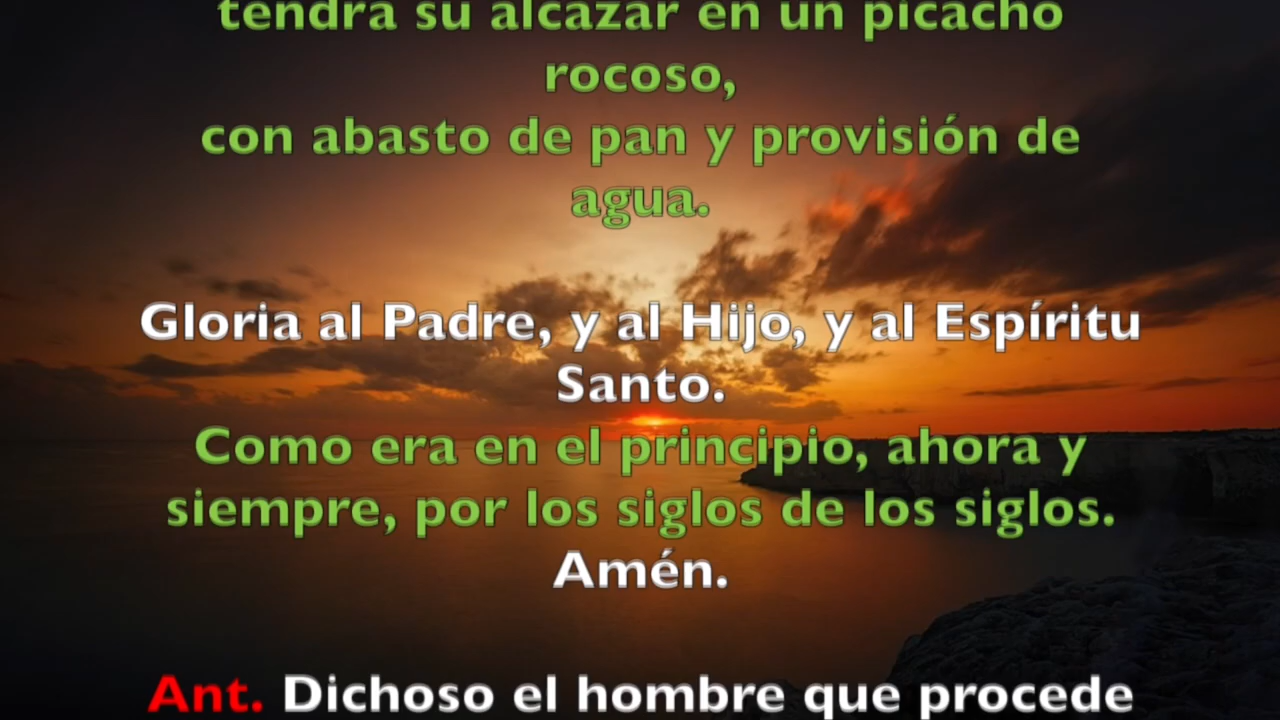 tendrá su alcázar en un picacho
rocoso,
con abasto de pan y provisión de
agua.
Gloria al Padre, y al Hijo, y al Espíritu
Santo.
Como era en el principio, ahora y
siempre, por los siglos de los siglos.
Amén.
Ant. Dichoso el hombre que procede